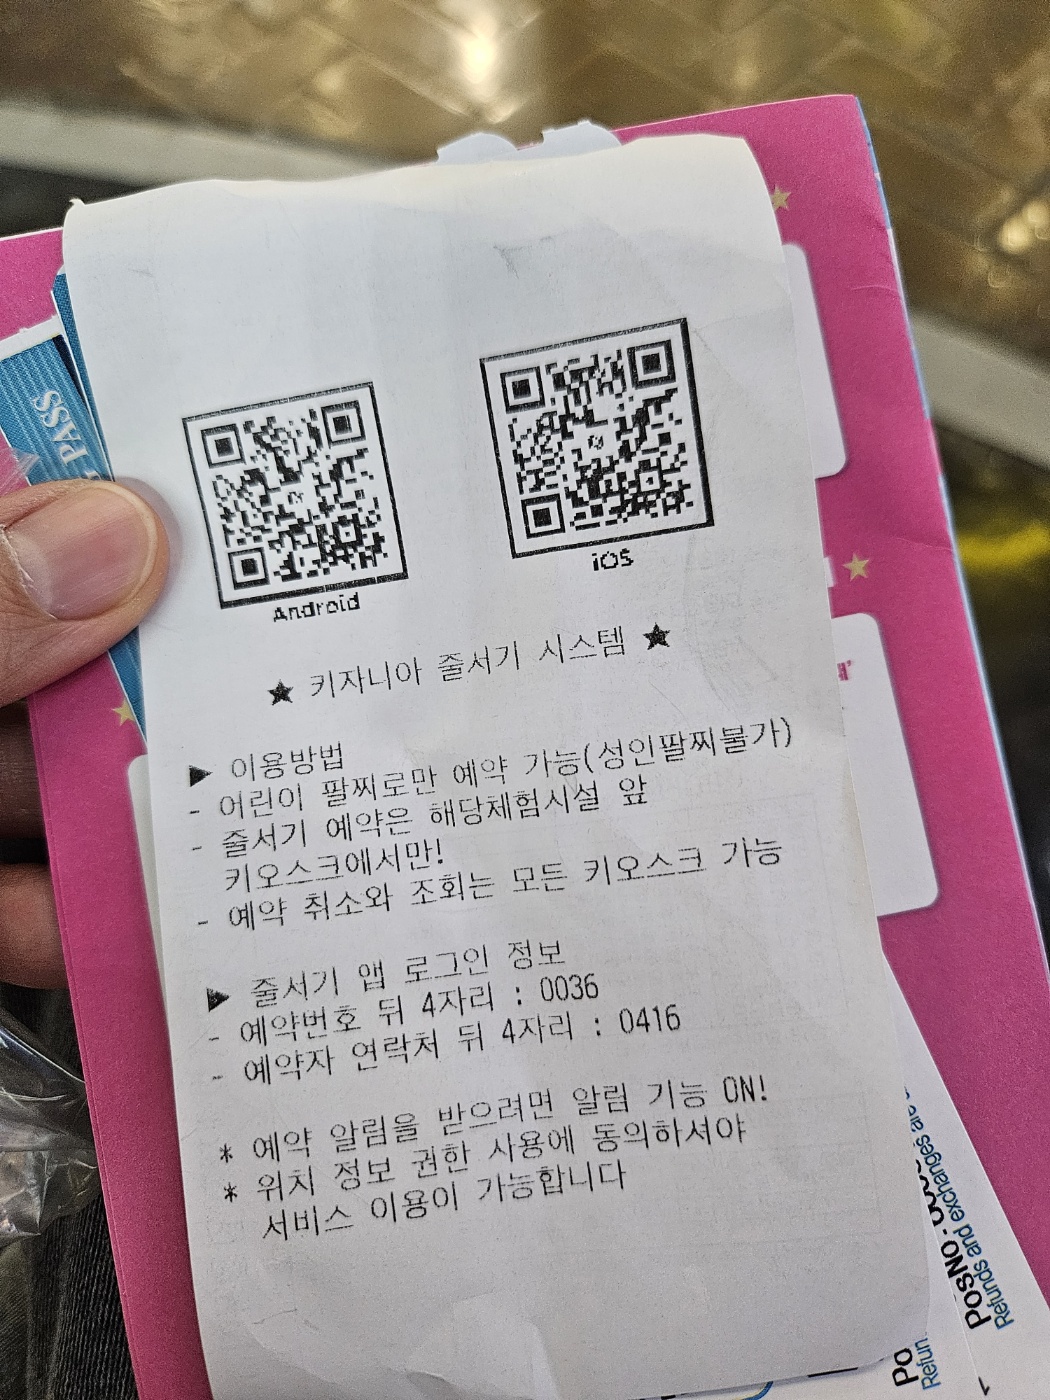 PASS
Android
iOS
★ 키자니아 줄서기 시스템 ★
▶ 이용방법
- 어린이 팔찌로만 예약 가능(성인팔찌불가)
- 줄서기 예약은 해당체험시설 앞
키오스크에서만!
- 예약 취소와 조회는 모든 키오스크 가능
▶ 줄서기 앱 로그인 정보
- 예약번호 뒤 4자리 : 0036
- 예약자 연락처 뒤 4자리 : 0416
* 예약 알림을 받으려면 알림 기능 ON!
* 위치 정보 권한 사용에 동의하셔야
서비스 이용이 가능합니다
POSNO :
Refunds and exchanges are
PO
Refun